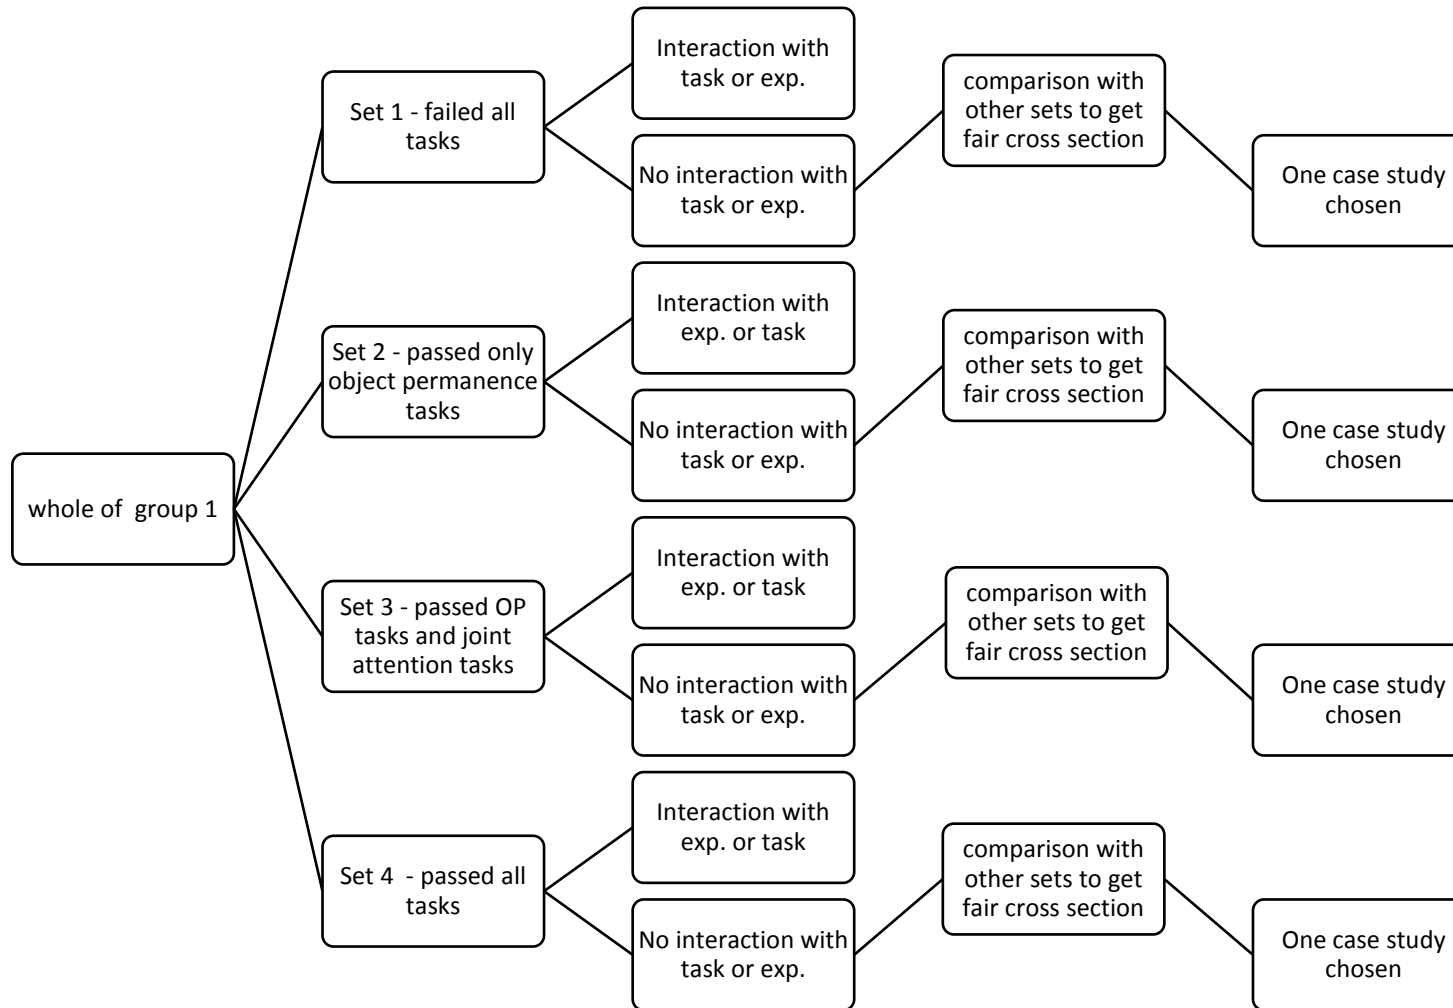 whole of  group 1
Set 1 - failed all
tasks
Interaction with
task or exp.
No interaction with
task or exp.
comparison with
other sets to get
fair cross section
One case study
chosen
Set 2 - passed only
object permanence
tasks
Interaction with
exp. or task
No interaction with
task or exp.
comparison with
other sets to get
fair cross section
One case study
chosen
Set 3 - passed OP
tasks and joint
attention tasks
Interaction with
exp. or task
No interaction with
task or exp.
comparison with
other sets to get
fair cross section
One case study
chosen
Set 4  - passed all
tasks
Interaction with
exp. or task
No interaction with
task or exp.
comparison with
other sets to get
fair cross section
One case study
chosen